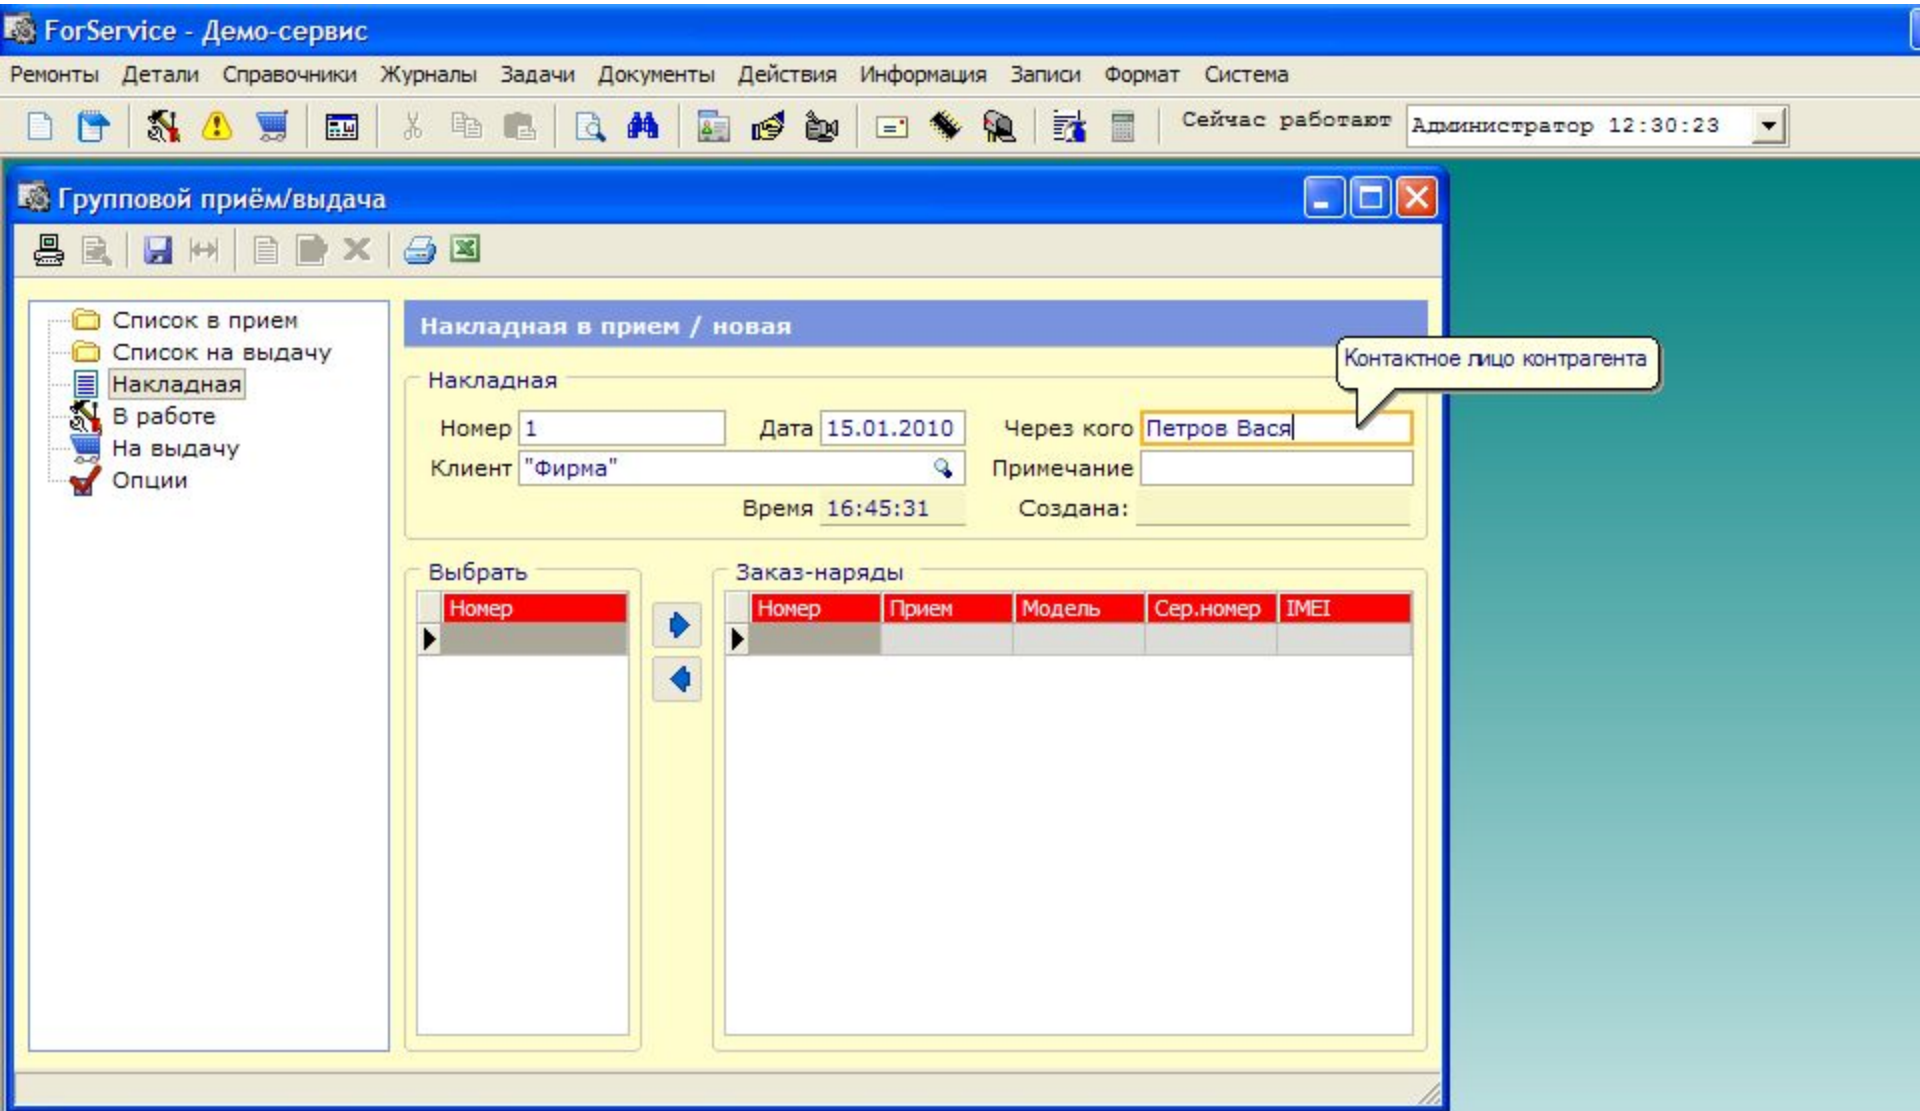 ForService - Демо-сервис
Ремонты Детали Справочники Журналы Задачи Документы Действия Информация Записи Формат Система
Сейчас работают Администратор 12:30:23
Групповой приём/выдача
Список в прием
Список на выдачу
Накладная
В работе
На выдачу
Опции
Накладная в прием / новая
Контактное лицо контрагента
Накладная
Номер 1 Дата 15.01.2010 Через кого Петров Вася
Клиент "Фирма" Примечание
Время 16:45:31 Создана:
Выбрать
Номер
Заказ-наряды
Номер Прием Модель Сер.номер IMEI